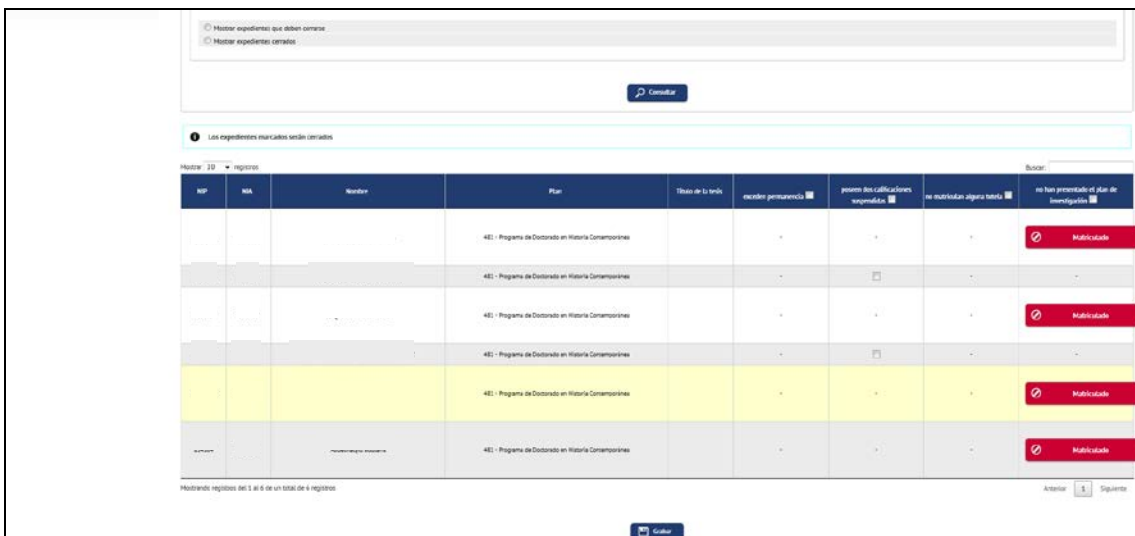 Mostrar expedientes que deben cerrarse
Mostrar expedientes cerrados
Consultar
Los expedientes marcados serán cerrados
Mostrar 20 registros
Buscar:
NIP NIA Nombre Plan Título de la tesis exceden permanencia poseen dos calificaciones suspendidas no matriculan alguna tutela no han presentado el plan de investigación
481 - Programa de Doctorado en Historia Contemporánea - - - Matriculado
481 - Programa de Doctorado en Historia Contemporánea - - -
481 - Programa de Doctorado en Historia Contemporánea - - - Matriculado
481 - Programa de Doctorado en Historia Contemporánea - - -
481 - Programa de Doctorado en Historia Contemporánea - - - Matriculado
481 - Programa de Doctorado en Historia Contemporánea - - - Matriculado
Mostrando registros del 1 al 6 de un total de 6 registros
Anterior 1 Siguiente
Grabar